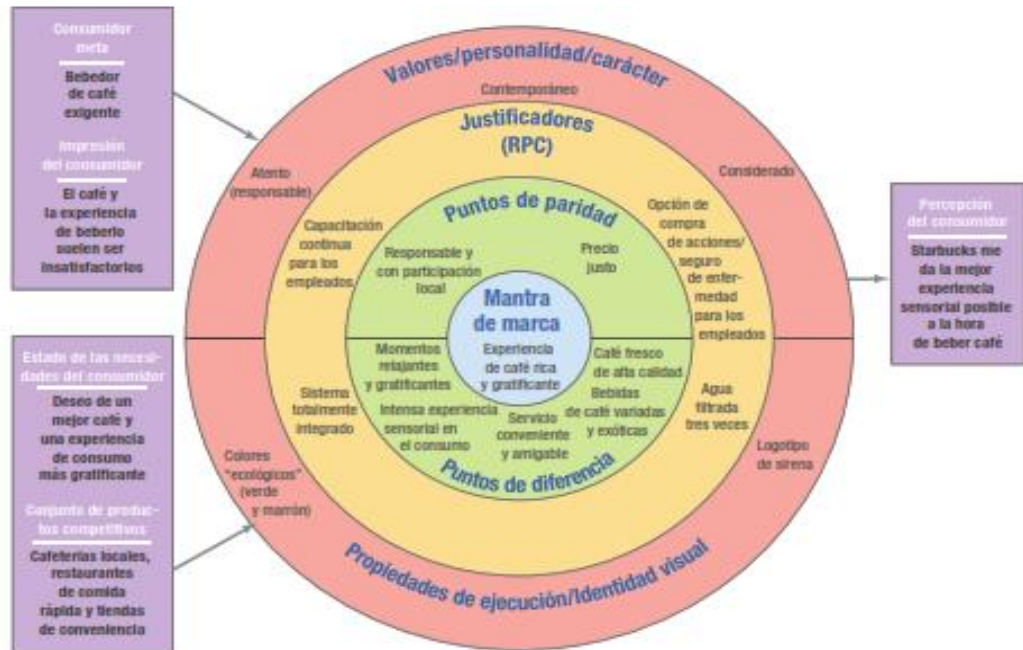 Consumidor
meta
Bebedor
de café
exigente
Impresión
del consumidor
El café y
la experiencia
de beberlo
suelen ser
insatisfactorios
Estado de las necesi-
dades del consumidor
Deseo de un
mejor café y
una experiencia
de consumo
más gratificante
Conjunto de produc-
tos competitivos
Cafeterías locales,
restaurantes
de comida
rápida y tiendas
de conveniencia
Valores/personalidad/carácter
Contemporáneo
Atento
(responsable)
Considerado
Justificadores
(RPC)
Capacitación
continua
para los
empleados
Opción de
compra
de acciones/
seguro
de enfer-
medad
para los
empleados
Puntos de paridad
Responsable y
con participación
local
Precio
justo
Mantra
de marca
Experiencia
de café rica
y gratificante
Momentos
relajantes
y gratificantes
Café fresco
de alta calidad
Intensa experiencia
sensorial en
el consumo
Servicio
conveniente
y amigable
Bebidas
de café variadas
y exóticas
Puntos de diferencia
Sistema
totalmente
integrado
Agua
filtrada
tres veces
Colores
"ecológicos"
(verde
y marrón)
Logotipo
de sirena
Propiedades de ejecución/Identidad visual
Percepción
del consumidor
Starbucks me
da la mejor
experiencia
sensorial posible
a la hora
de beber café